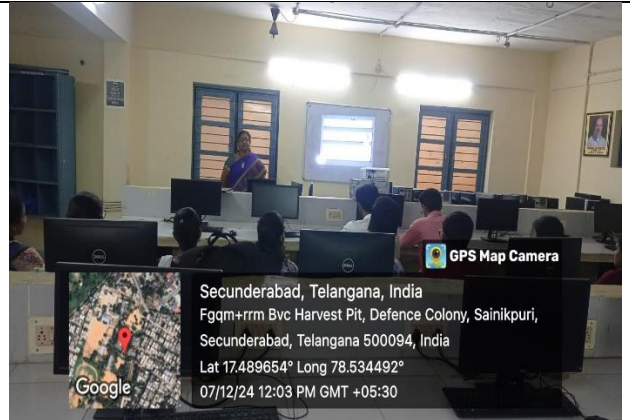 DELL
DELL
GPS Map Camera
Secunderabad, Telangana, India
Fgqm+rrm Bvc Harvest Pit, Defence Colony, Sainikpuri,
Secunderabad, Telangana 500094, India
Lat 17.489654° Long 78.534492°
07/12/24 12:03 PM GMT +05:30
Google